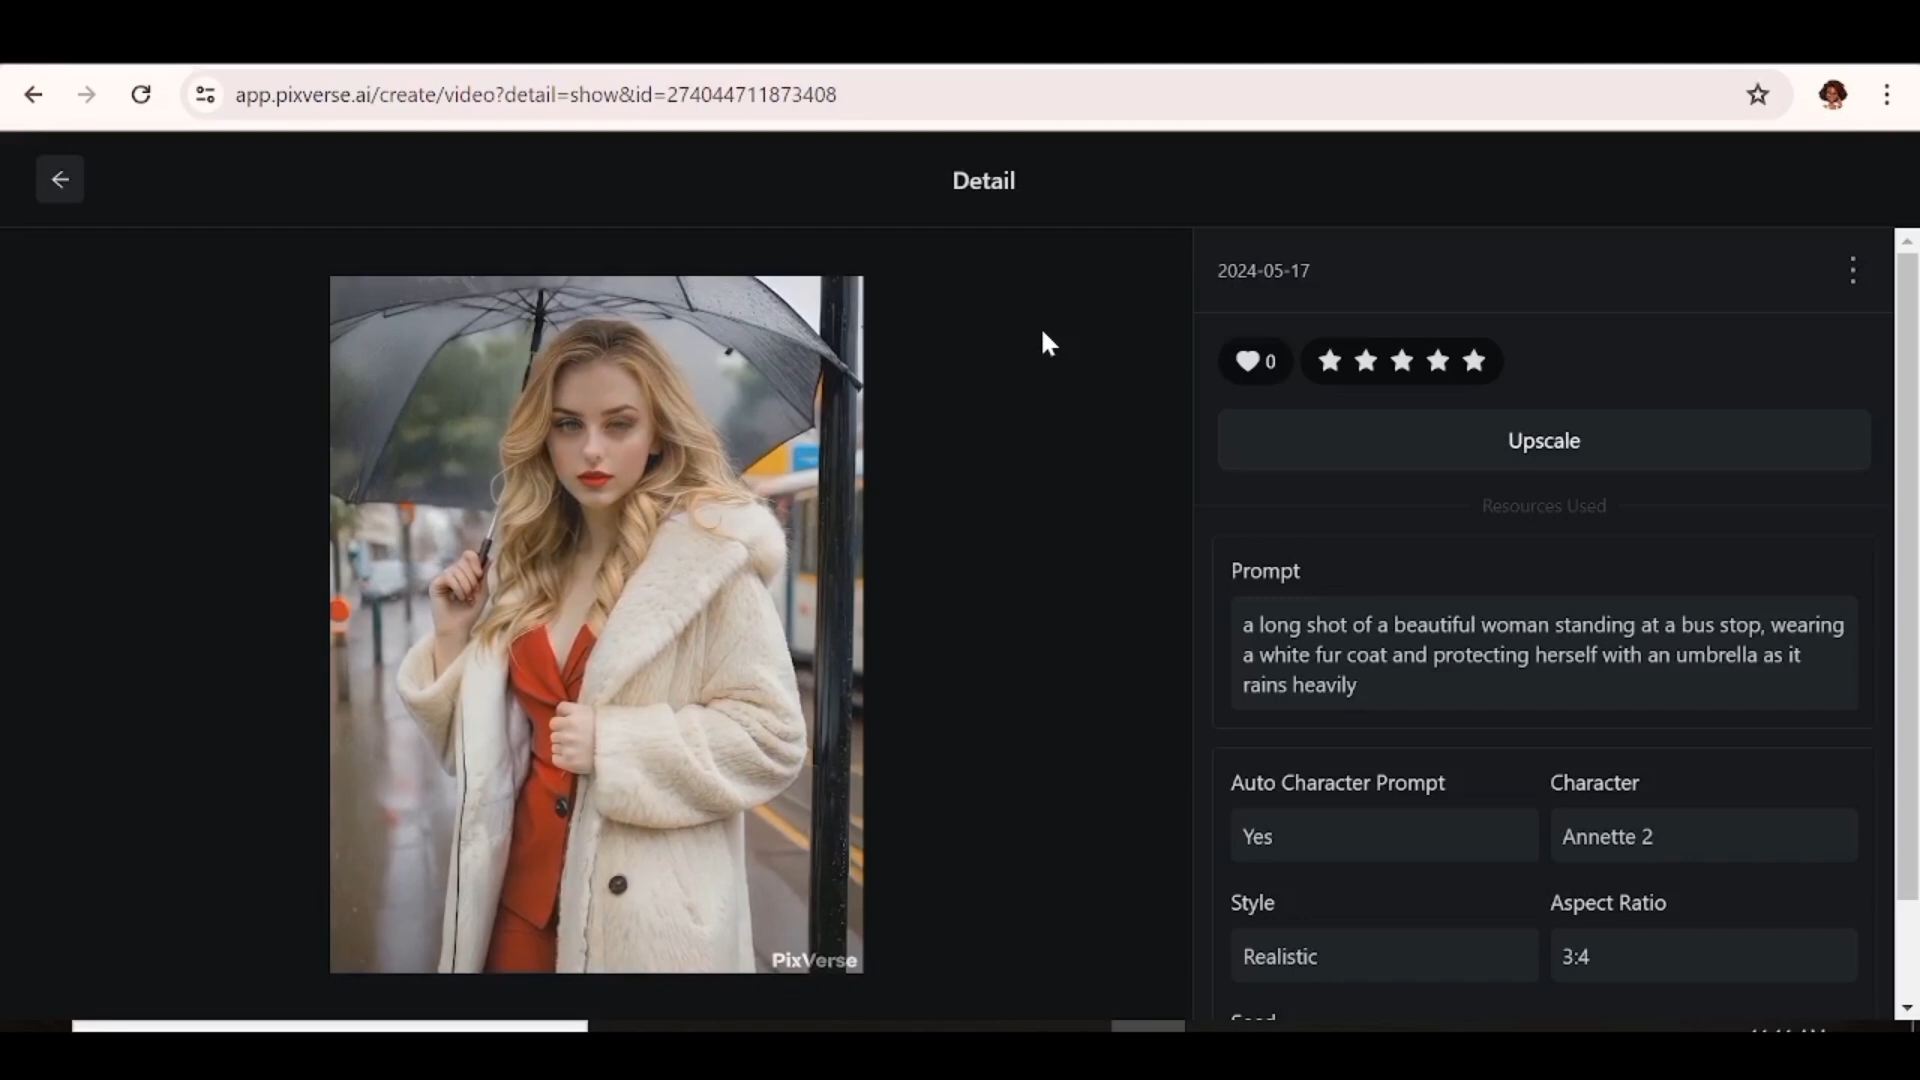 app.pixverse.ai/create/video?detail=show&id=274044711873408
Detail
2024-05-17
0
Upscale
Resources Used
Prompt
a long shot of a beautiful woman standing at a bus stop, wearing
a white fur coat and protecting herself with an umbrella as it
rains heavily
Auto Character Prompt
Character
Yes
Annette 2
Style
Aspect Ratio
Realistic
3:4
PixVerse